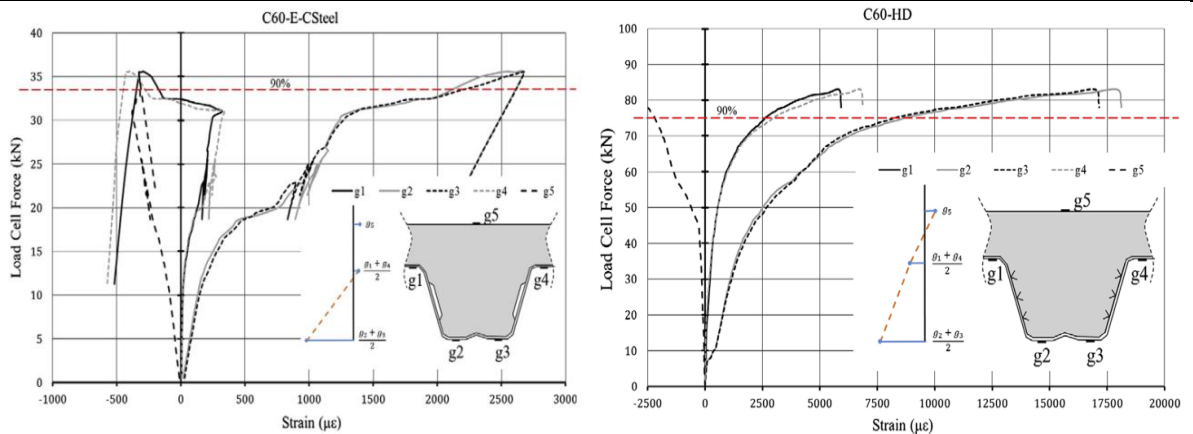 C60-E-CSteel
Load Cell Force (kN)
40
35
30
25
20
15
10
5
0
90%
g1 g2 g3 g4 g5
g5
g1
g4
g2
g3
g₅
g₁ + g₄
2
g₂ + g₃
2
-1000 -500 0 500 1000 1500 2000 2500 3000
Strain (με)
C60-HD
Load Cell Force (kN)
100
90
80
70
60
50
40
30
20
10
0
90%
g1 g2 g3 g4 g5
g5
g1
g4
g2
g3
g₅
g₁ + g₄
2
g₂ + g₃
2
-2500 0 2500 5000 7500 10000 12500 15000 17500 20000
Strain (με)